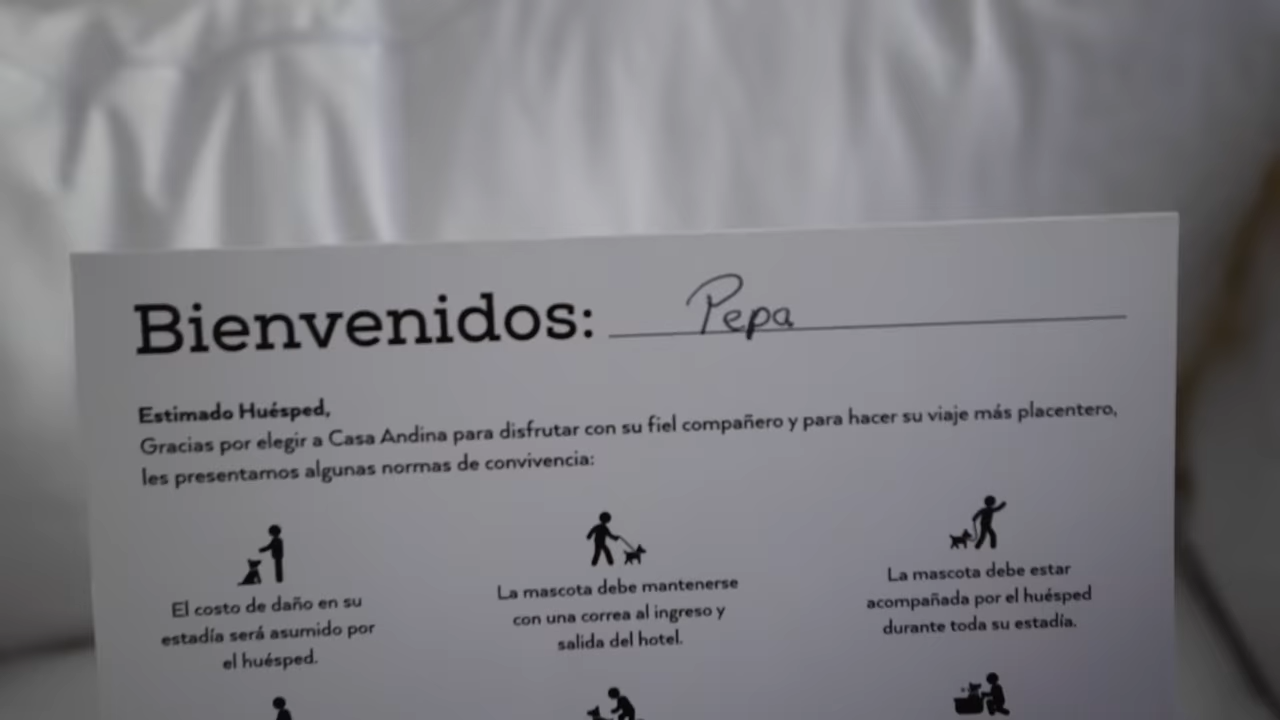 Bienvenidos: Pepa
Estimado Huésped,
Gracias por elegir a Casa Andina para disfrutar con su fiel compañero y para hacer su viaje más placentero,
les presentamos algunas normas de convivencia:
El costo de daño en su
estadía será asumido por
el huésped.
La mascota debe mantenerse
con una correa al ingreso y
salida del hotel.
La mascota debe estar
acompañada por el huésped
durante toda su estadía.